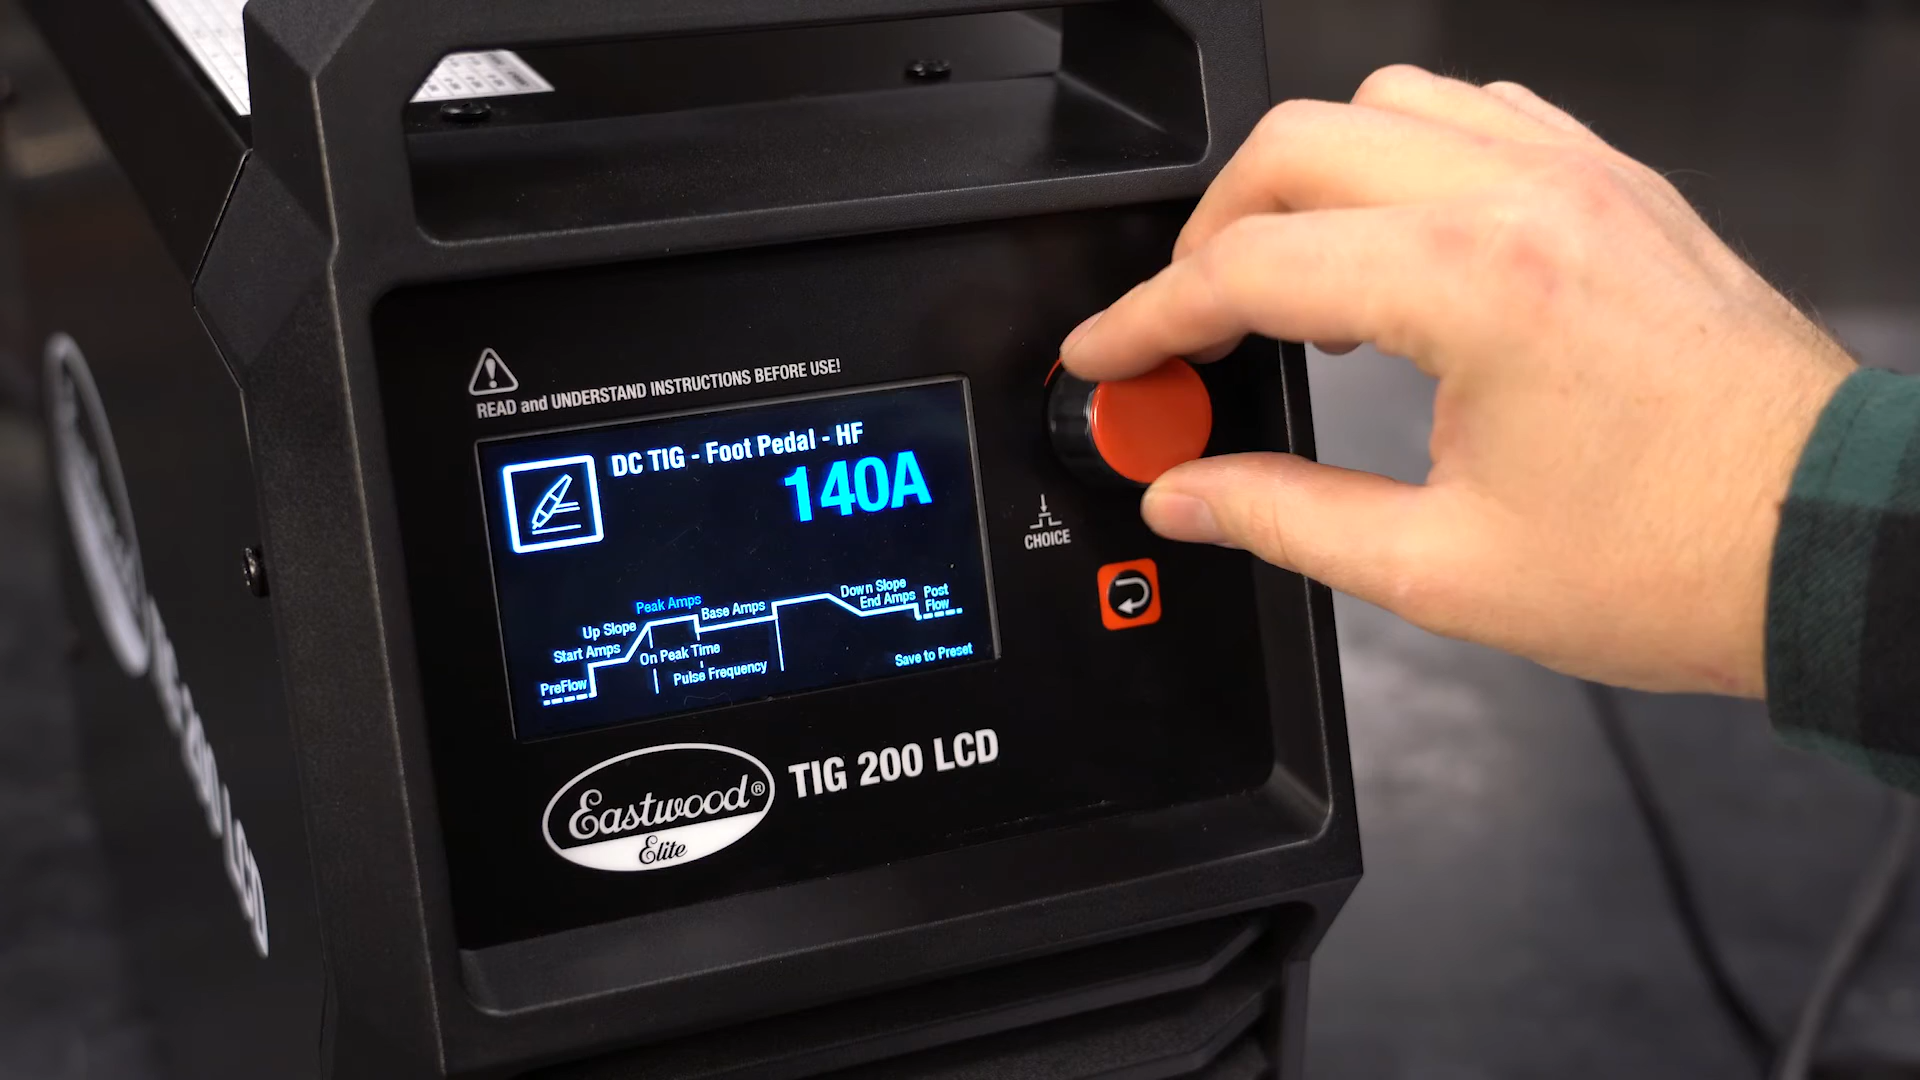 READ and UNDERSTAND INSTRUCTIONS BEFORE USE!
DC TIG - Foot Pedal - HF
140A
Peak Amps
Down Slope
Post
Up Slope
Base Amps
End Amps
Flow
Start Amps
On Peak Time
PreFlow
Pulse Frequency
Save to Preset
CHOICE
Eastwood®
Elite
TIG 200 LCD